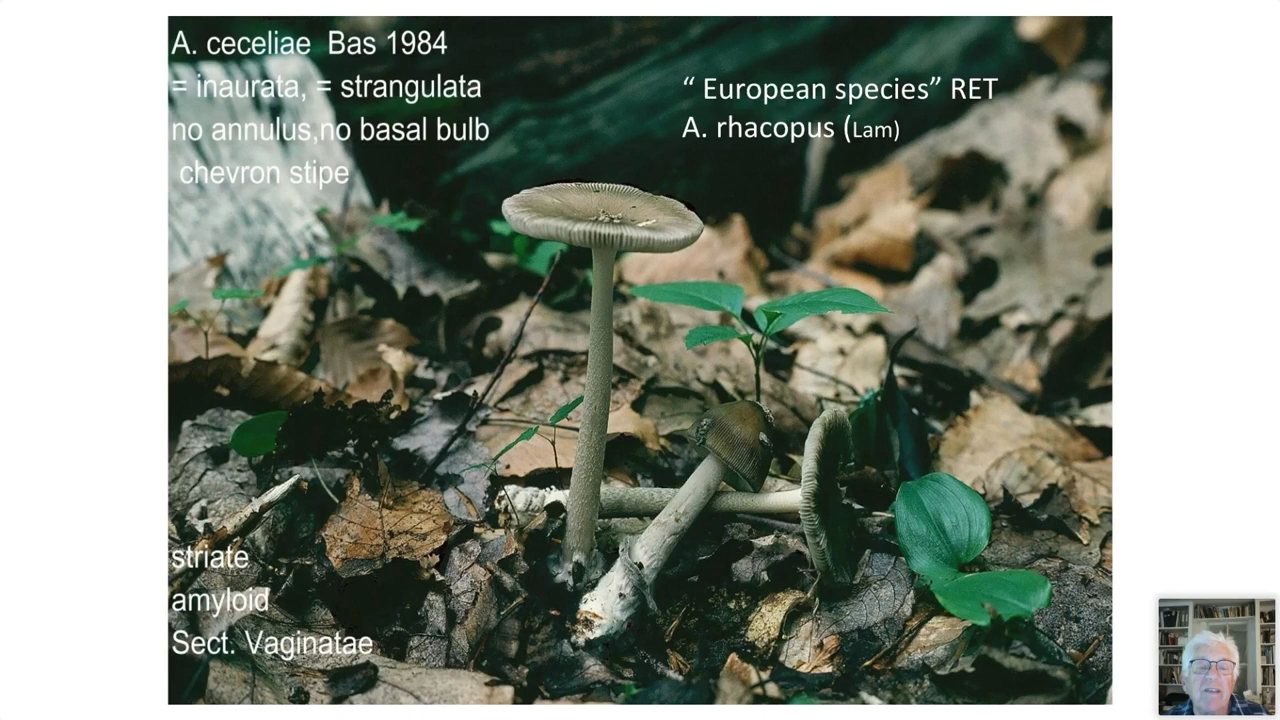 A. ceceliae Bas 1984
= inaurata, = strangulata
no annulus,no basal bulb
chevron stipe
“ European species” RET
A. rhacopus (Lam)
striate
amyloid
Sect. Vaginatae